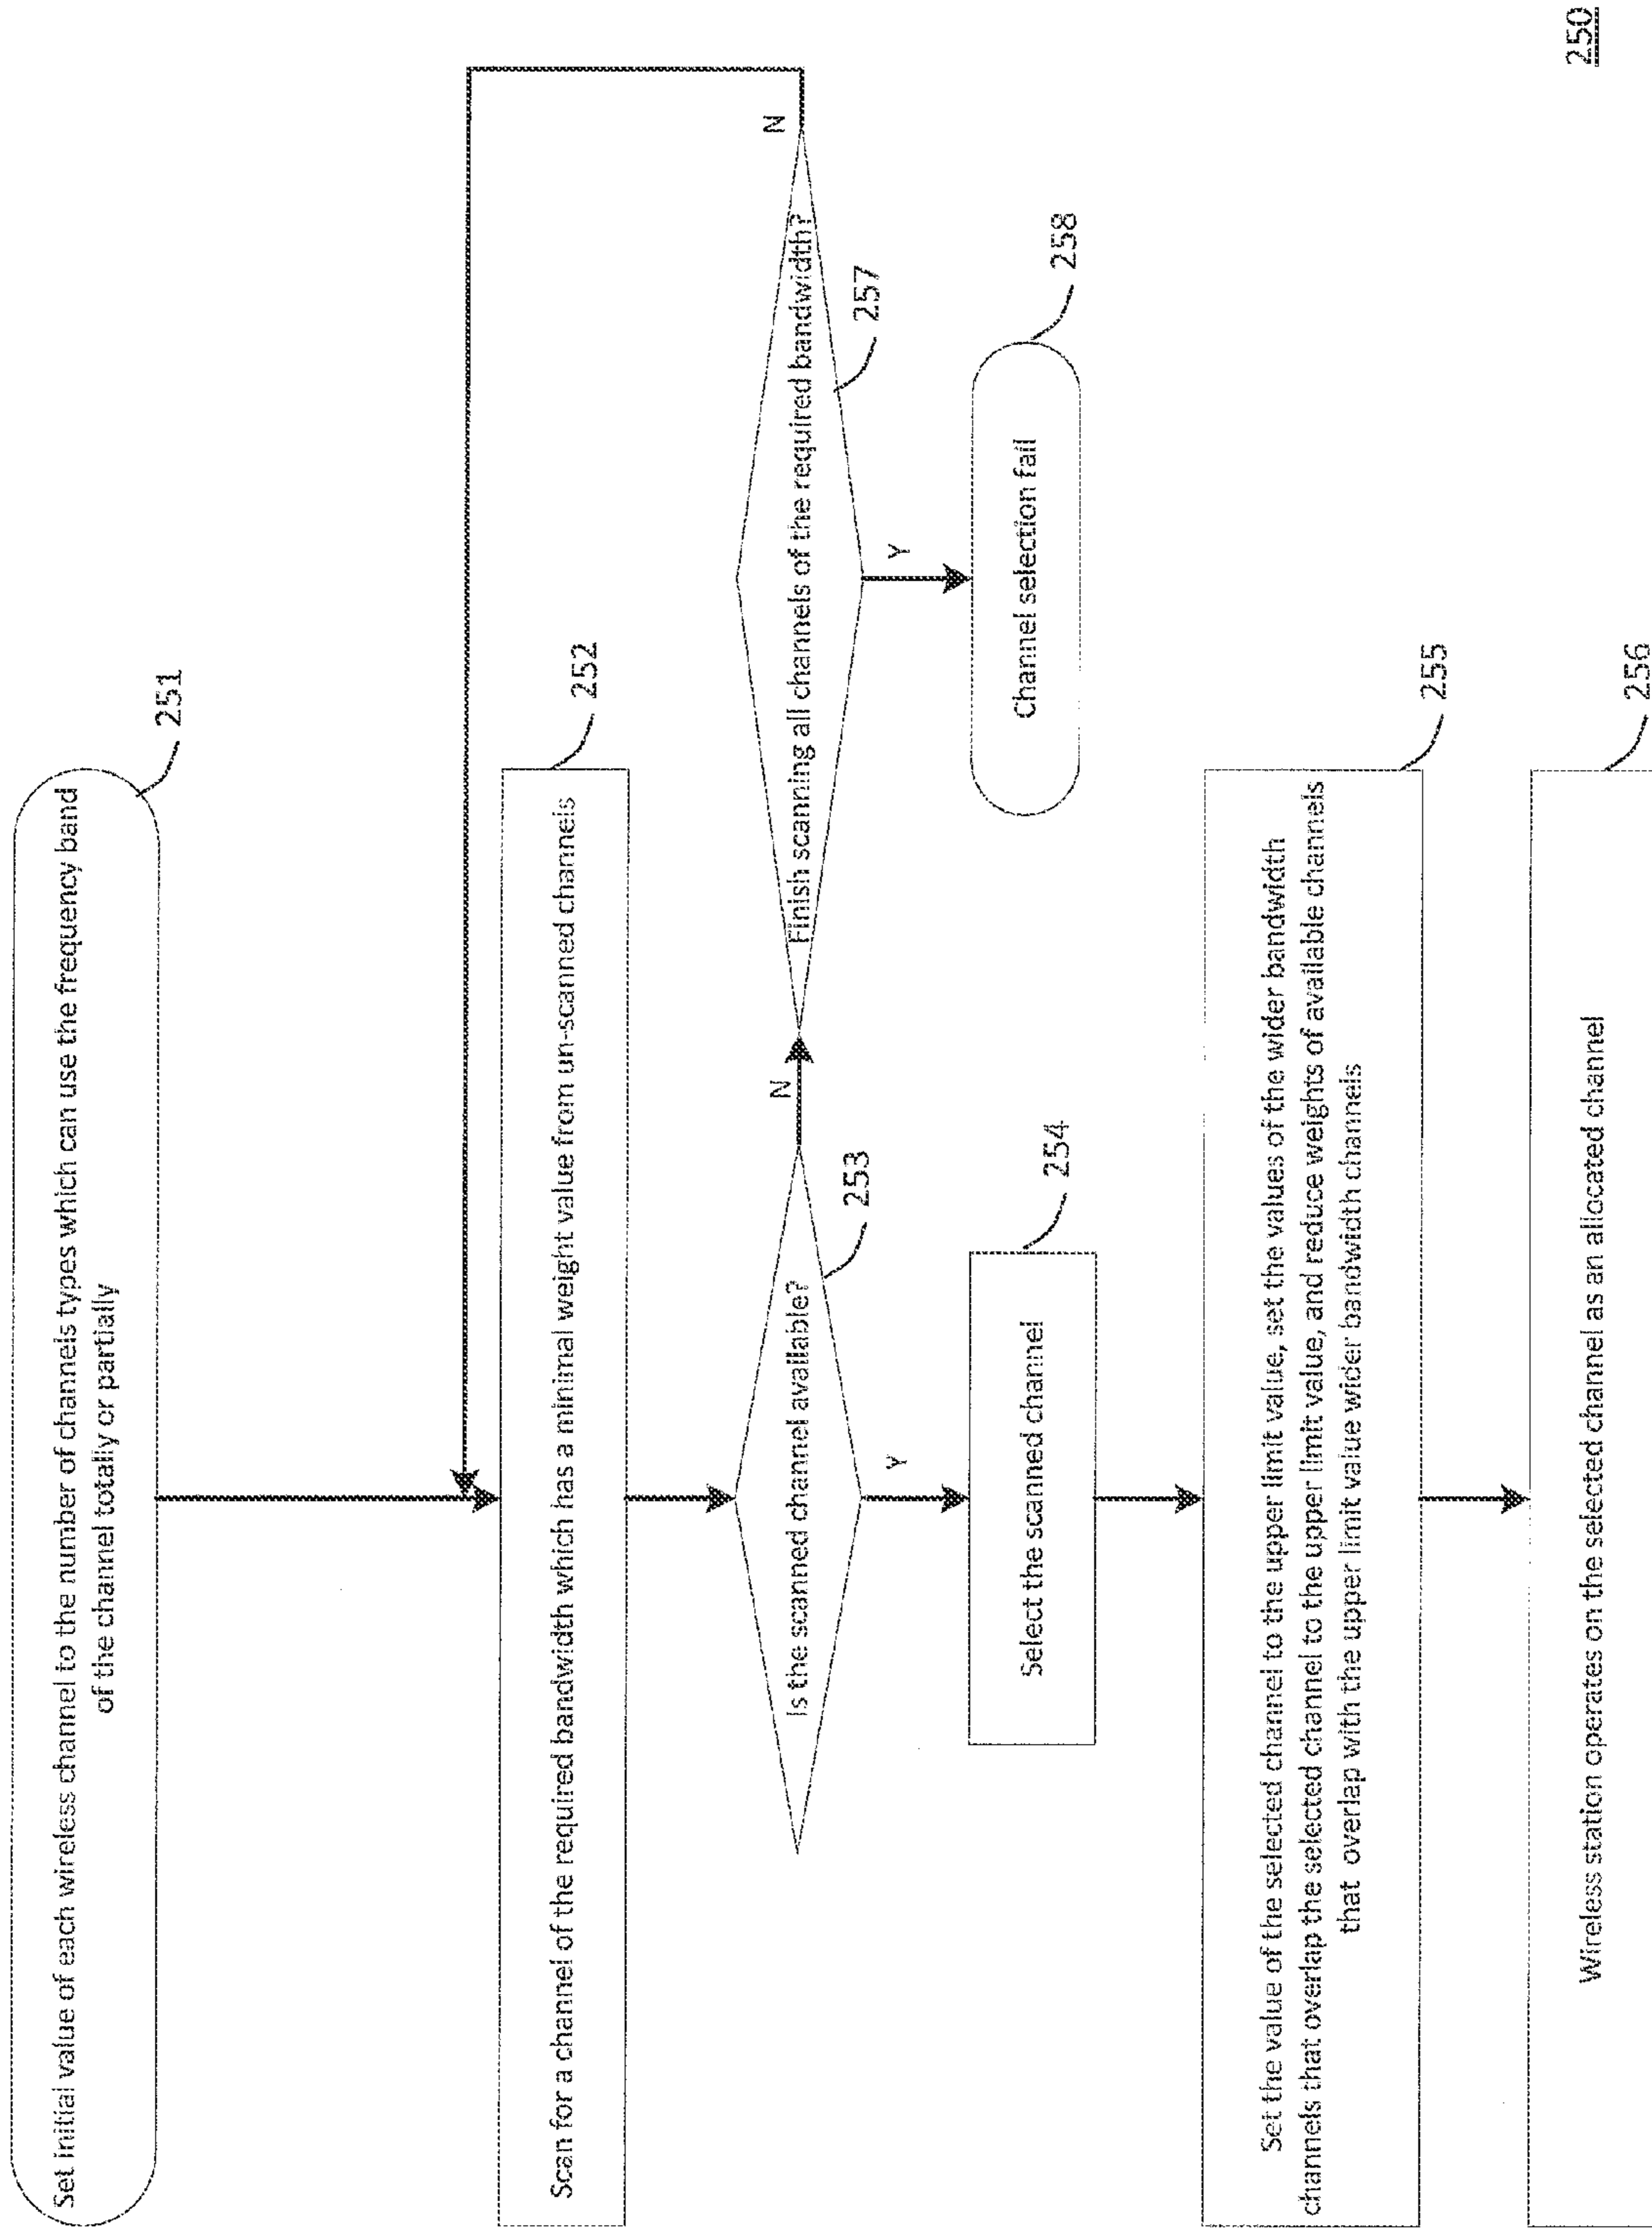 Set initial value of each wireless channel to the number of channels types which can use the frequency band
of the channel totally or partially
251
Scan for a channel of the required bandwidth which has a minimal weight value from un-scanned channels
252
Is the scanned channel available?
253
N
Finish scanning all channels of the required bandwidth?
257
N
Y
Select the scanned channel
254
Y
Channel selection fail
258
Set the value of the selected channel to the upper limit value, set the values of the wider bandwidth
channels that overlap the selected channel to the upper limit value, and reduce weights of available channels
that overlap with the upper limit value wider bandwidth channels
255
Wireless station operates on the selected channel as an allocated channel
256
250